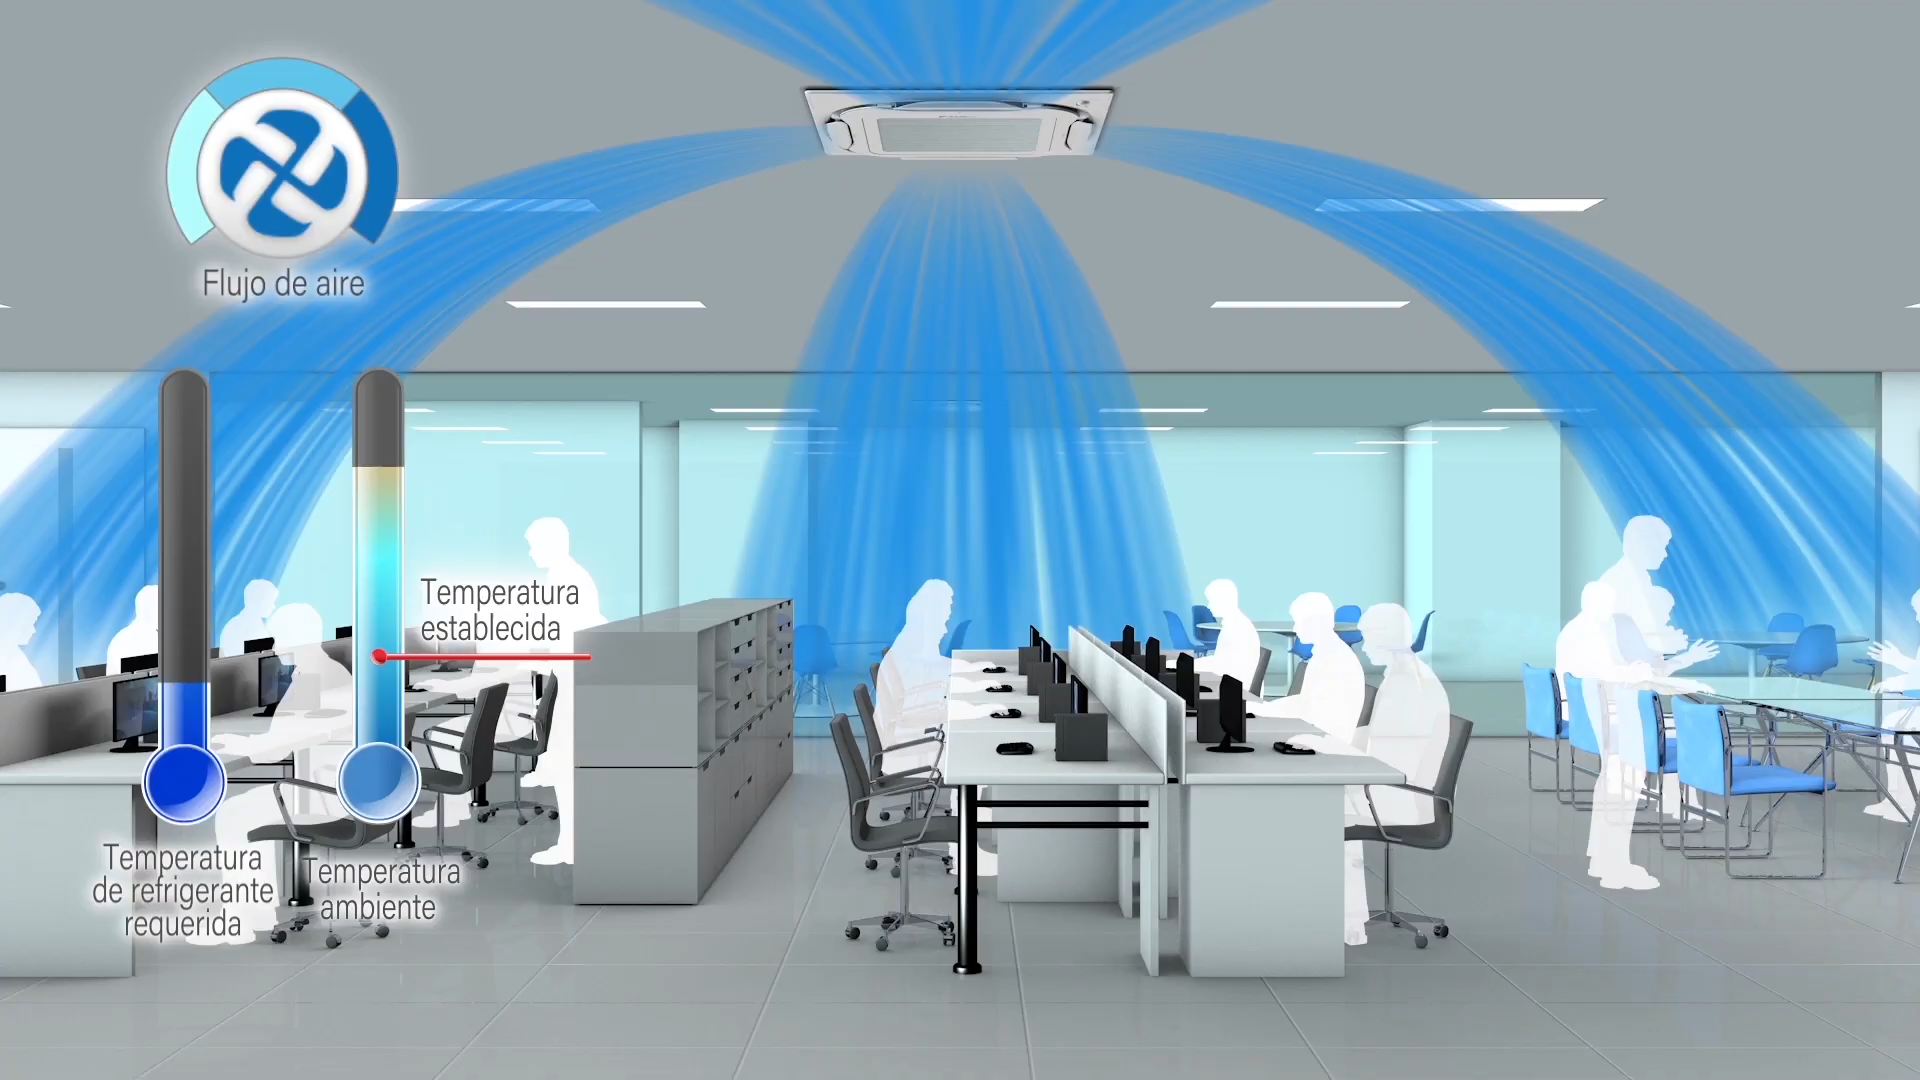 Flujo de aire
Temperatura
establecida
Temperatura
de refrigerante
requerida
Temperatura
ambiente